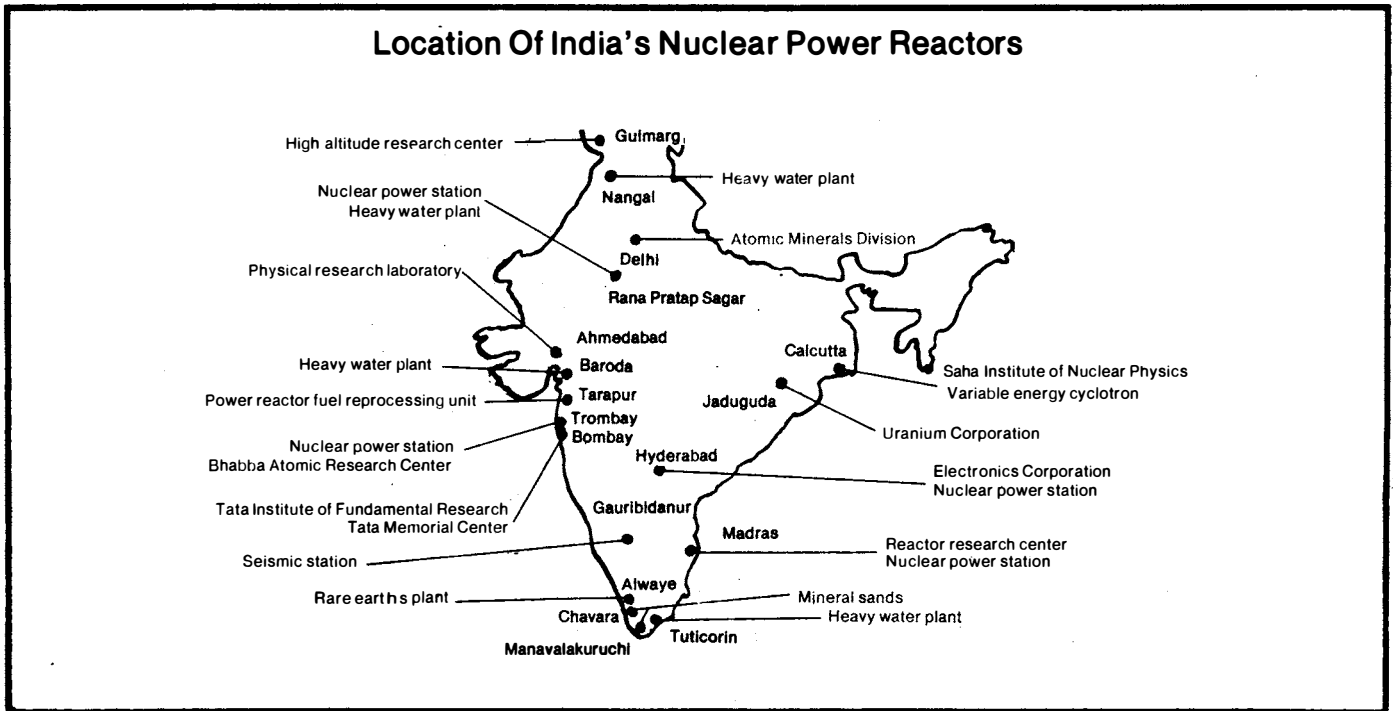 Location Of India's Nuclear Power Reactors
High altitude research center
Gulmarg
Nangal
Heavy water plant
Nuclear power station
Heavy water plant
Atomic Minerals Division
Delhi
Rana Pratap Sagar
Physical research laboratory
Ahmedabad
Heavy water plant
Baroda
Calcutta
Saha Institute of Nuclear Physics
Variable energy cyclotron
Power reactor fuel reprocessing unit
Tarapur
Jaduguda
Uranium Corporation
Trombay
Bombay
Nuclear power station
Bhabba Atomic Research Center
Hyderabad
Electronics Corporation
Nuclear power station
Tata Institute of Fundamental Research
Tata Memorial Center
Gauribidanur
Seismic station
Madras
Reactor research center
Nuclear power station
Alwaye
Rare earths plant
Chavara
Mineral sands
Heavy water plant
Tuticorin
Manavalakuruchi